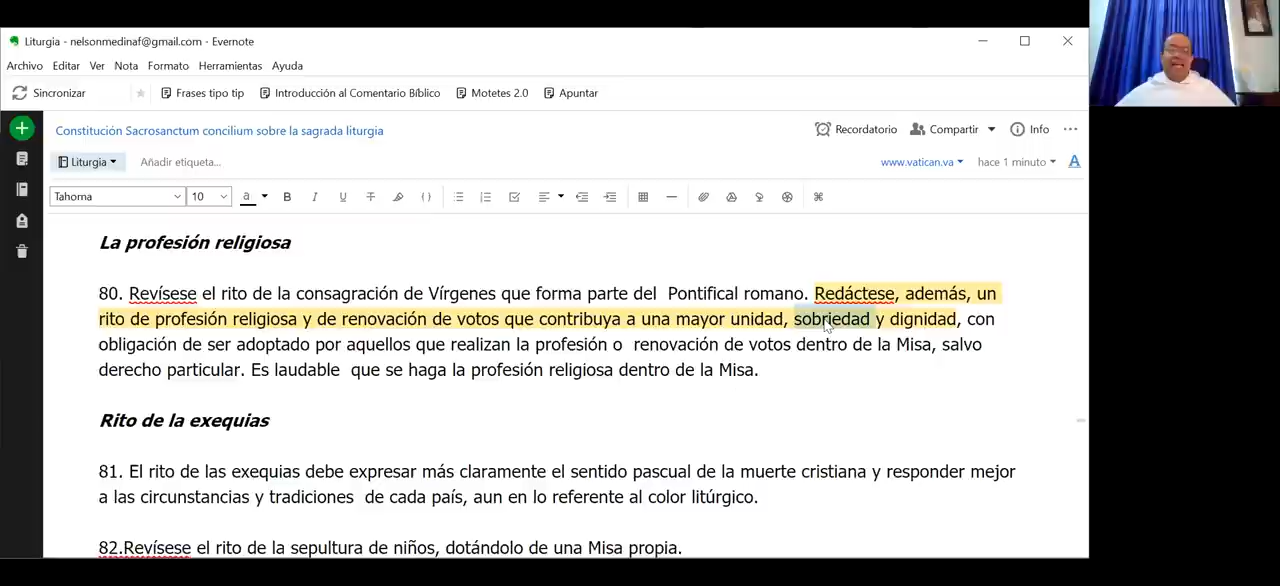 Liturgia - nelsonmedinaf@gmail.com - Evernote
Archivo Editar Ver Nota Formato Herramientas Ayuda
Sincronizar Frases tipo tip Introducción al Comentario Bíblico Motetes 2.0 Apuntar
Constitución Sacrosanctum concilium sobre la sagrada liturgia Recordatorio Compartir Info
Liturgia Añadir etiqueta... www.vatican.va hace 1 minuto A
Tahoma 10 a B I U T
La profesión religiosa
80. Revísese el rito de la consagración de Vírgenes que forma parte del Pontifical romano. Redáctese, además, un
rito de profesión religiosa y de renovación de votos que contribuya a una mayor unidad, sobriedad y dignidad, con
obligación de ser adoptado por aquellos que realizan la profesión o renovación de votos dentro de la Misa, salvo
derecho particular. Es laudable que se haga la profesión religiosa dentro de la Misa.
Rito de la exequias
81. El rito de las exequias debe expresar más claramente el sentido pascual de la muerte cristiana y responder mejor
a las circunstancias y tradiciones de cada país, aun en lo referente al color litúrgico.
82.Revísese el rito de la sepultura de niños, dotándolo de una Misa propia.